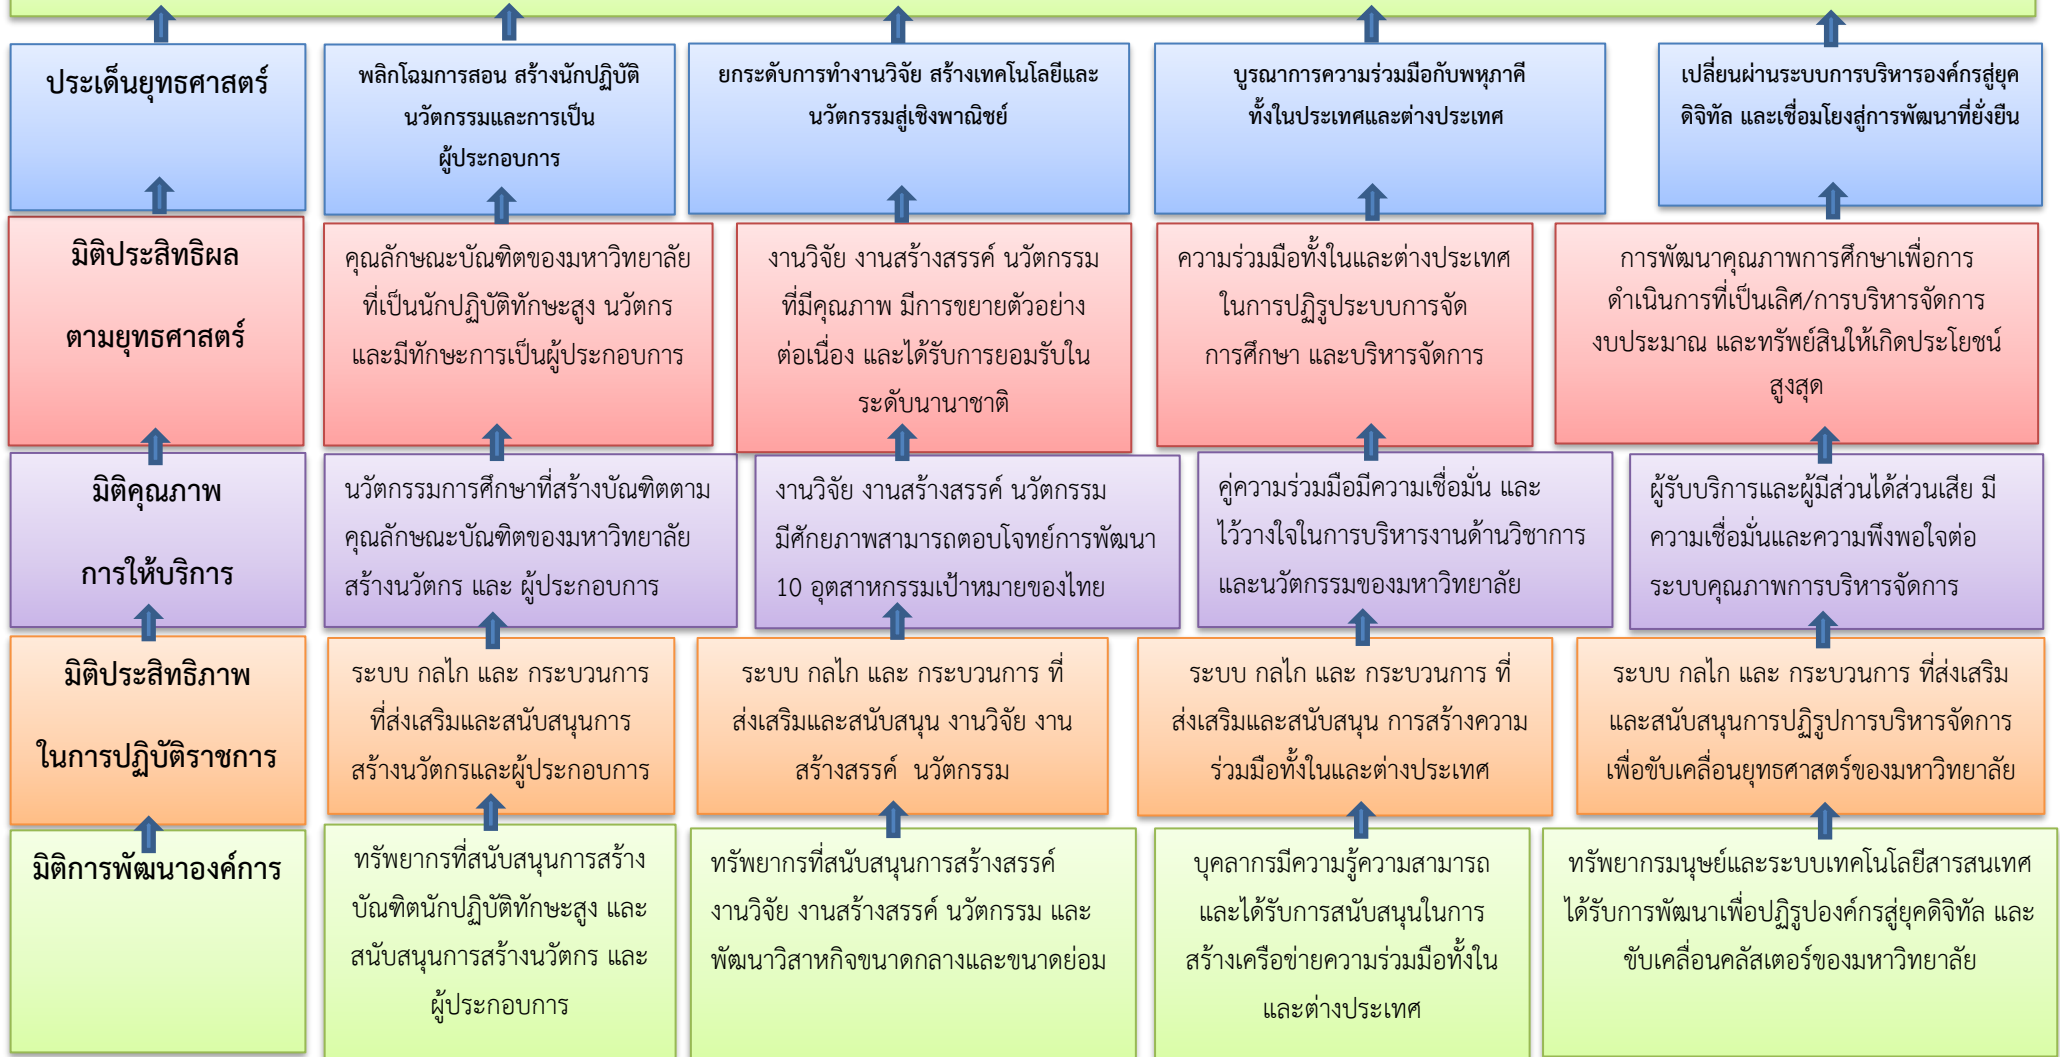 ประเด็นยุทธศาสตร์
พลิกโฉมการสอน สร้างนักปฏิบัติ
นวัตกรรมและการเป็น
ผู้ประกอบการ
ยกระดับการทำงานวิจัย สร้างเทคโนโลยีและ
นวัตกรรมสู่เชิงพาณิชย์
บูรณาการความร่วมมือกับพหุภาคี
ทั้งในประเทศและต่างประเทศ
เปลี่ยนผ่านระบบการบริหารองค์กรสู่ยุค
ดิจิทัล และเชื่อมโยงสู่การพัฒนาที่ยั่งยืน
มิติประสิทธิผล
ตามยุทธศาสตร์
คุณลักษณะบัณฑิตของมหาวิทยาลัย
ที่เป็นนักปฏิบัติทักษะสูง นวัตกร
และมีทักษะการเป็นผู้ประกอบการ
งานวิจัย งานสร้างสรรค์ นวัตกรรม
ที่มีคุณภาพ มีการขยายตัวอย่าง
ต่อเนื่อง และได้รับการยอมรับใน
ระดับนานาชาติ
ความร่วมมือทั้งในและต่างประเทศ
ในการปฏิรูประบบการจัด
การศึกษา และบริหารจัดการ
การพัฒนาคุณภาพการศึกษาเพื่อการ
ดำเนินการที่เป็นเลิศ/การบริหารจัดการ
งบประมาณ และทรัพย์สินให้เกิดประโยชน์
สูงสุด
มิติคุณภาพ
การให้บริการ
นวัตกรรมการศึกษาที่สร้างบัณฑิตตาม
คุณลักษณะบัณฑิตของมหาวิทยาลัย
สร้างนวัตกร และ ผู้ประกอบการ
งานวิจัย งานสร้างสรรค์ นวัตกรรม
มีศักยภาพสามารถตอบโจทย์การพัฒนา
10 อุตสาหกรรมเป้าหมายของไทย
คู่ความร่วมมือมีความเชื่อมั่น และ
ไว้วางใจในการบริหารงานด้านวิชาการ
และนวัตกรรมของมหาวิทยาลัย
ผู้รับบริการและผู้มีส่วนได้ส่วนเสีย มี
ความเชื่อมั่นและความพึงพอใจต่อ
ระบบคุณภาพการบริหารจัดการ
มิติประสิทธิภาพ
ในการปฏิบัติราชการ
ระบบ กลไก และ กระบวนการ
ที่ส่งเสริมและสนับสนุนการ
สร้างนวัตกรและผู้ประกอบการ
ระบบ กลไก และ กระบวนการ ที่
ส่งเสริมและสนับสนุน งานวิจัย งาน
สร้างสรรค์ นวัตกรรม
ระบบ กลไก และ กระบวนการ ที่
ส่งเสริมและสนับสนุน การสร้างความ
ร่วมมือทั้งในและต่างประเทศ
ระบบ กลไก และ กระบวนการ ที่ส่งเสริม
และสนับสนุนการปฏิรูปการบริหารจัดการ
เพื่อขับเคลื่อนยุทธศาสตร์ของมหาวิทยาลัย
มิติการพัฒนาองค์การ
ทรัพยากรที่สนับสนุนการสร้าง
บัณฑิตนักปฏิบัติทักษะสูง และ
สนับสนุนการสร้างนวัตกร และ
ผู้ประกอบการ
ทรัพยากรที่สนับสนุนการสร้างสรรค์
งานวิจัย งานสร้างสรรค์ นวัตกรรม และ
พัฒนาวิสาหกิจขนาดกลางและขนาดย่อม
บุคลากรมีความรู้ความสามารถ
และได้รับการสนับสนุนในการ
สร้างเครือข่ายความร่วมมือทั้งใน
และต่างประเทศ
ทรัพยากรมนุษย์และระบบเทคโนโลยีสารสนเทศ
ได้รับการพัฒนาเพื่อปฏิรูปองค์กรสู่ยุคดิจิทัล และ
ขับเคลื่อนคลัสเตอร์ของมหาวิทยาลัย